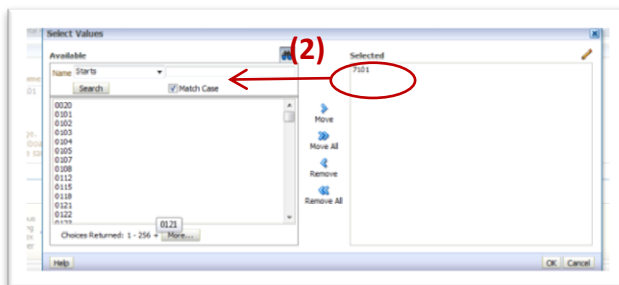 Select Values
(2)
Available
Selected
Name Starts
7101
Search
Match Case
0020
0101
0102
0103
0104
0105
0107
0108
0112
0115
0118
0121
0122
Move
Move All
Remove
Remove All
0121
Choices Returned: 1 - 256 + More...
Help
OK Cancel